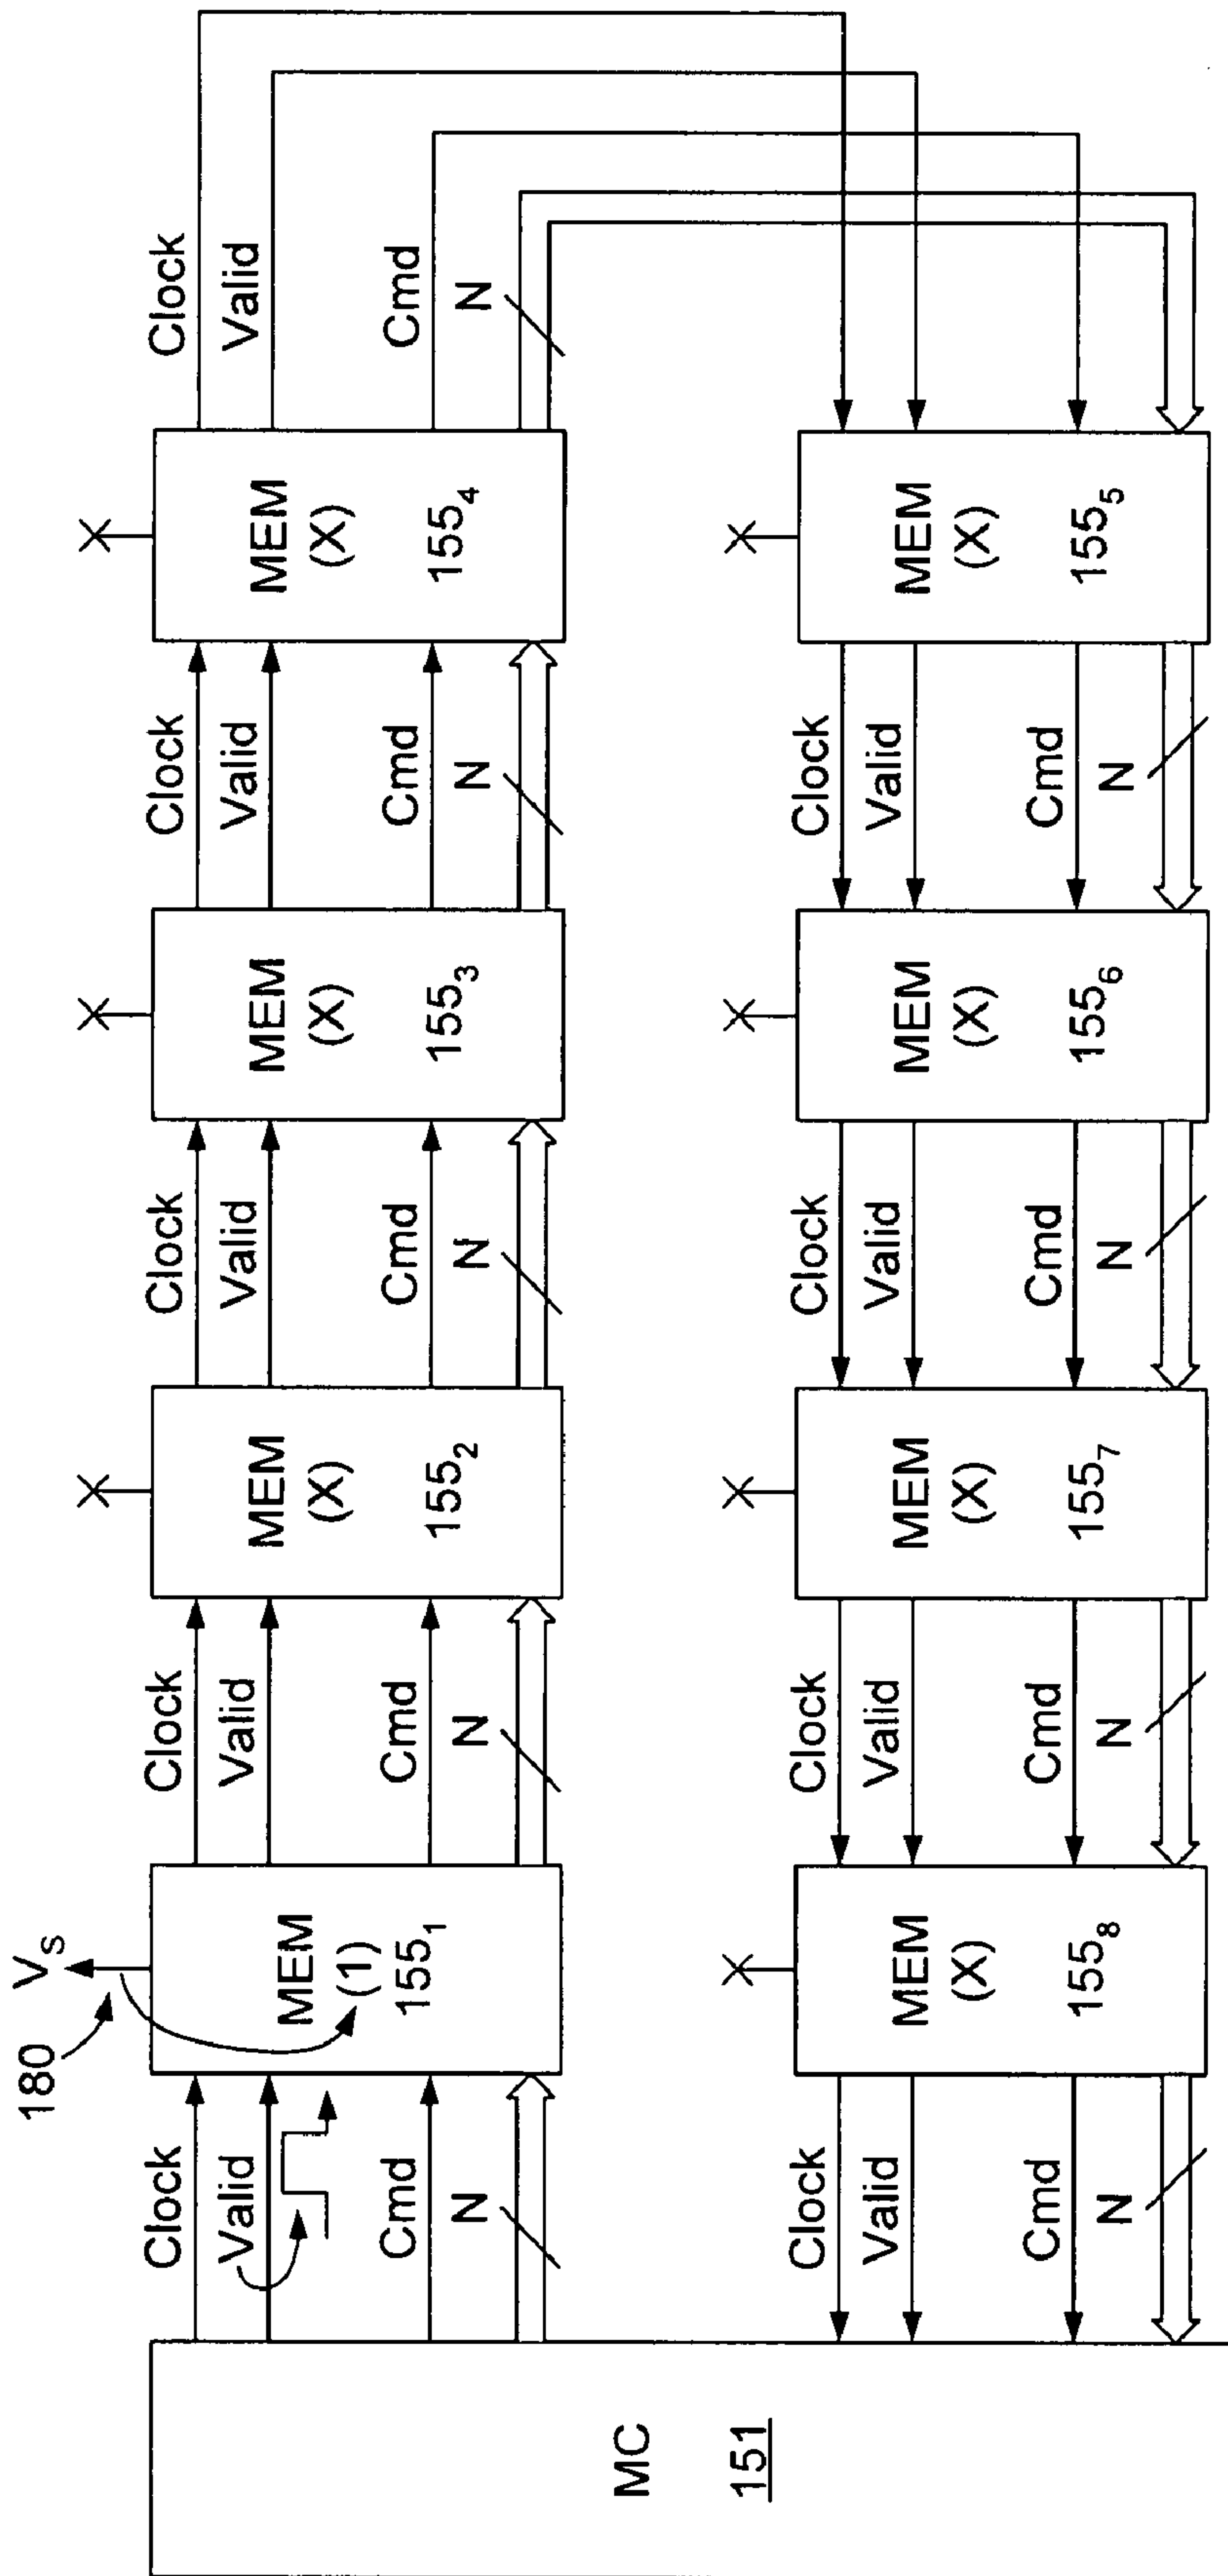 180
V_S
Clock
Valid
Cmd
N
MEM
(1)
155_1
Clock
Valid
Cmd
N
MEM
(X)
155_2
Clock
Valid
Cmd
N
MEM
(X)
155_3
Clock
Valid
Cmd
N
MEM
(X)
155_4
Clock
Valid
Cmd
N
MC
151
Clock
Valid
Cmd
N
MEM
(X)
155_8
Clock
Valid
Cmd
N
MEM
(X)
155_7
Clock
Valid
Cmd
N
MEM
(X)
155_6
Clock
Valid
Cmd
N
MEM
(X)
155_5
X
X
X
X
X
X
X